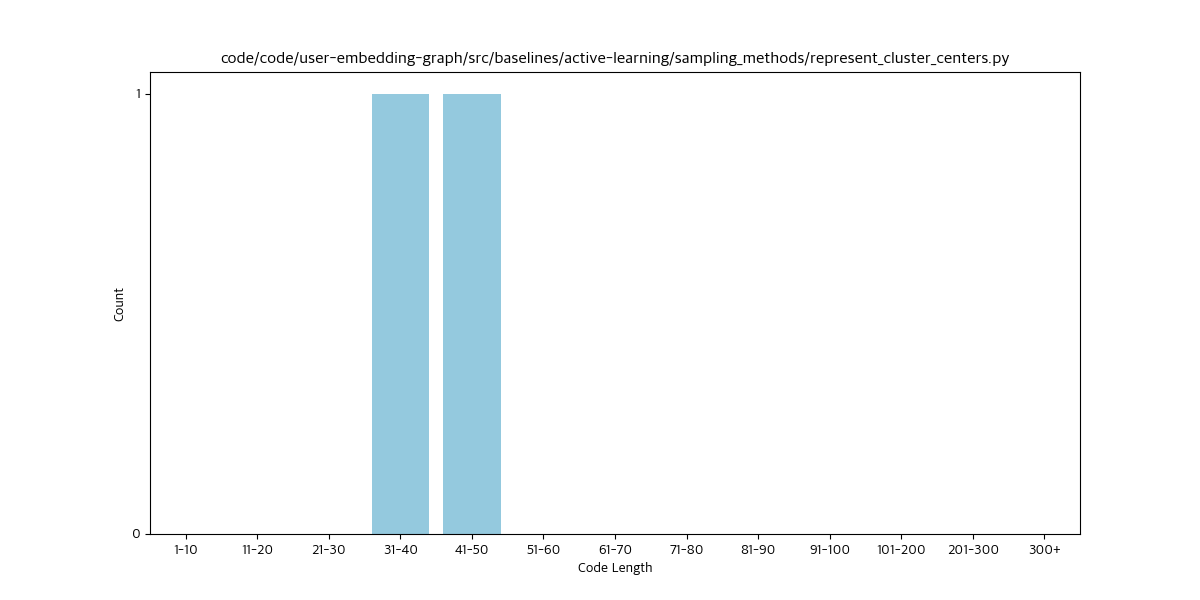 code/code/user-embedding-graph/src/baselines/active-learning/sampling_methods/represent_cluster_centers.py
1
Count
0
1-10 11-20 21-30 31-40 41-50 51-60 61-70 71-80 81-90 91-100 101-200 201-300 300+
Code Length